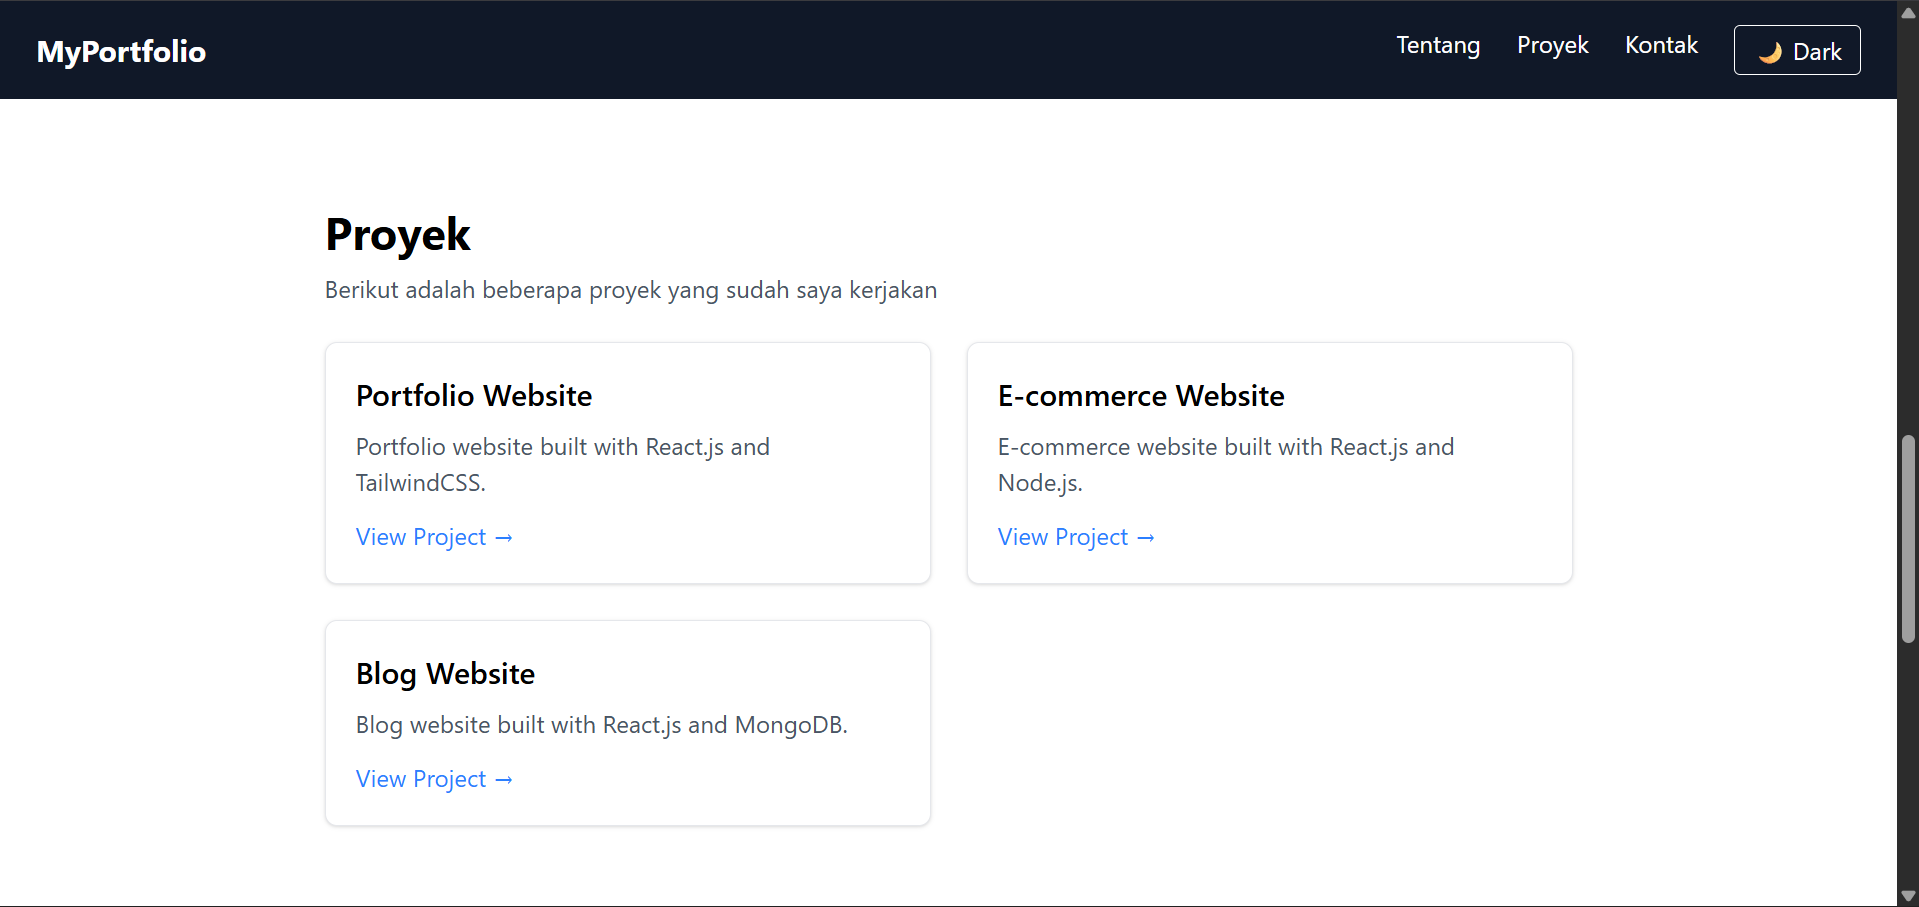 MyPortfolio
Tentang
Proyek
Kontak
🌙 Dark
Proyek
Berikut adalah beberapa proyek yang sudah saya kerjakan
Portfolio Website
Portfolio website built with React.js and
TailwindCSS.
View Project →
E-commerce Website
E-commerce website built with React.js and
Node.js.
View Project →
Blog Website
Blog website built with React.js and MongoDB.
View Project →